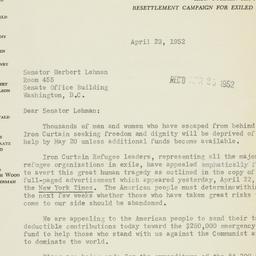 RESETTLEMENT CAMPAIGN FOR EXILED
April 23, 1952
Senator Herbert Lehman
Room 455
Senate Office Building
Washington, D.C.
REC'D 1952
Dear Senator Lehman:
Thousands of men and women who have escaped from behind
Iron Curtain seeking freedom and dignity will be deprived of
help by May 20 unless additional funds become available.
Iron Curtain Refugee Leaders, representing all the major
refugee organizations in exile, have appealed emphatically
to avert this great human tragedy as outlined in the copy of
full-paged advertisement which appeared yesterday, April 22,
the New York Times. The American people must determine within
the next few weeks whether those who have taken great risks
come to our side should be abandoned.
We are appealing to the American people to send their
deductible contributions today toward the $250,000 emergency
fund to help those who stand with us against the Communist
to dominate the world.